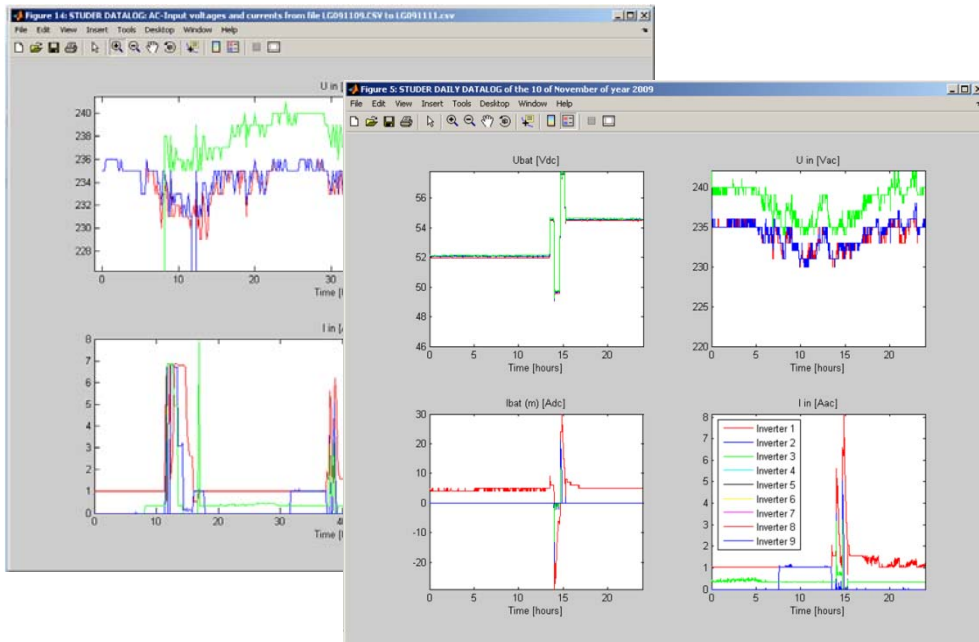 Figure 14: STUDER DATALOG: AC-Input voltages and currents from file LG091109.CSV to LG091111.csv
File Edit View Insert Tools Desktop Window Help
U in [
240
238
236
234
232
230
228
0 10 20 30
Time [
I in [
8
7
6
5
4
3
2
1
0
0 10 20 30 40
Time [
Figure 5: STUDER DAILY DATALOG of the 10 of November of year 2009
File Edit View Insert Tools Desktop Window Help
Ubat [Vdc]
56
54
52
50
48
46
0 5 10 15 20
Time [hours]
U in [Vac]
240
235
230
225
220
0 5 10 15 20
Time [hours]
Ibat (m) [Adc]
30
20
10
0
-10
-20
0 5 10 15 20
Time [hours]
I in [Aac]
8
7
6
5
4
3
2
1
0
Inverter 1
Inverter 2
Inverter 3
Inverter 4
Inverter 5
Inverter 6
Inverter 7
Inverter 8
Inverter 9
0 5 10 15 20
Time [hours]